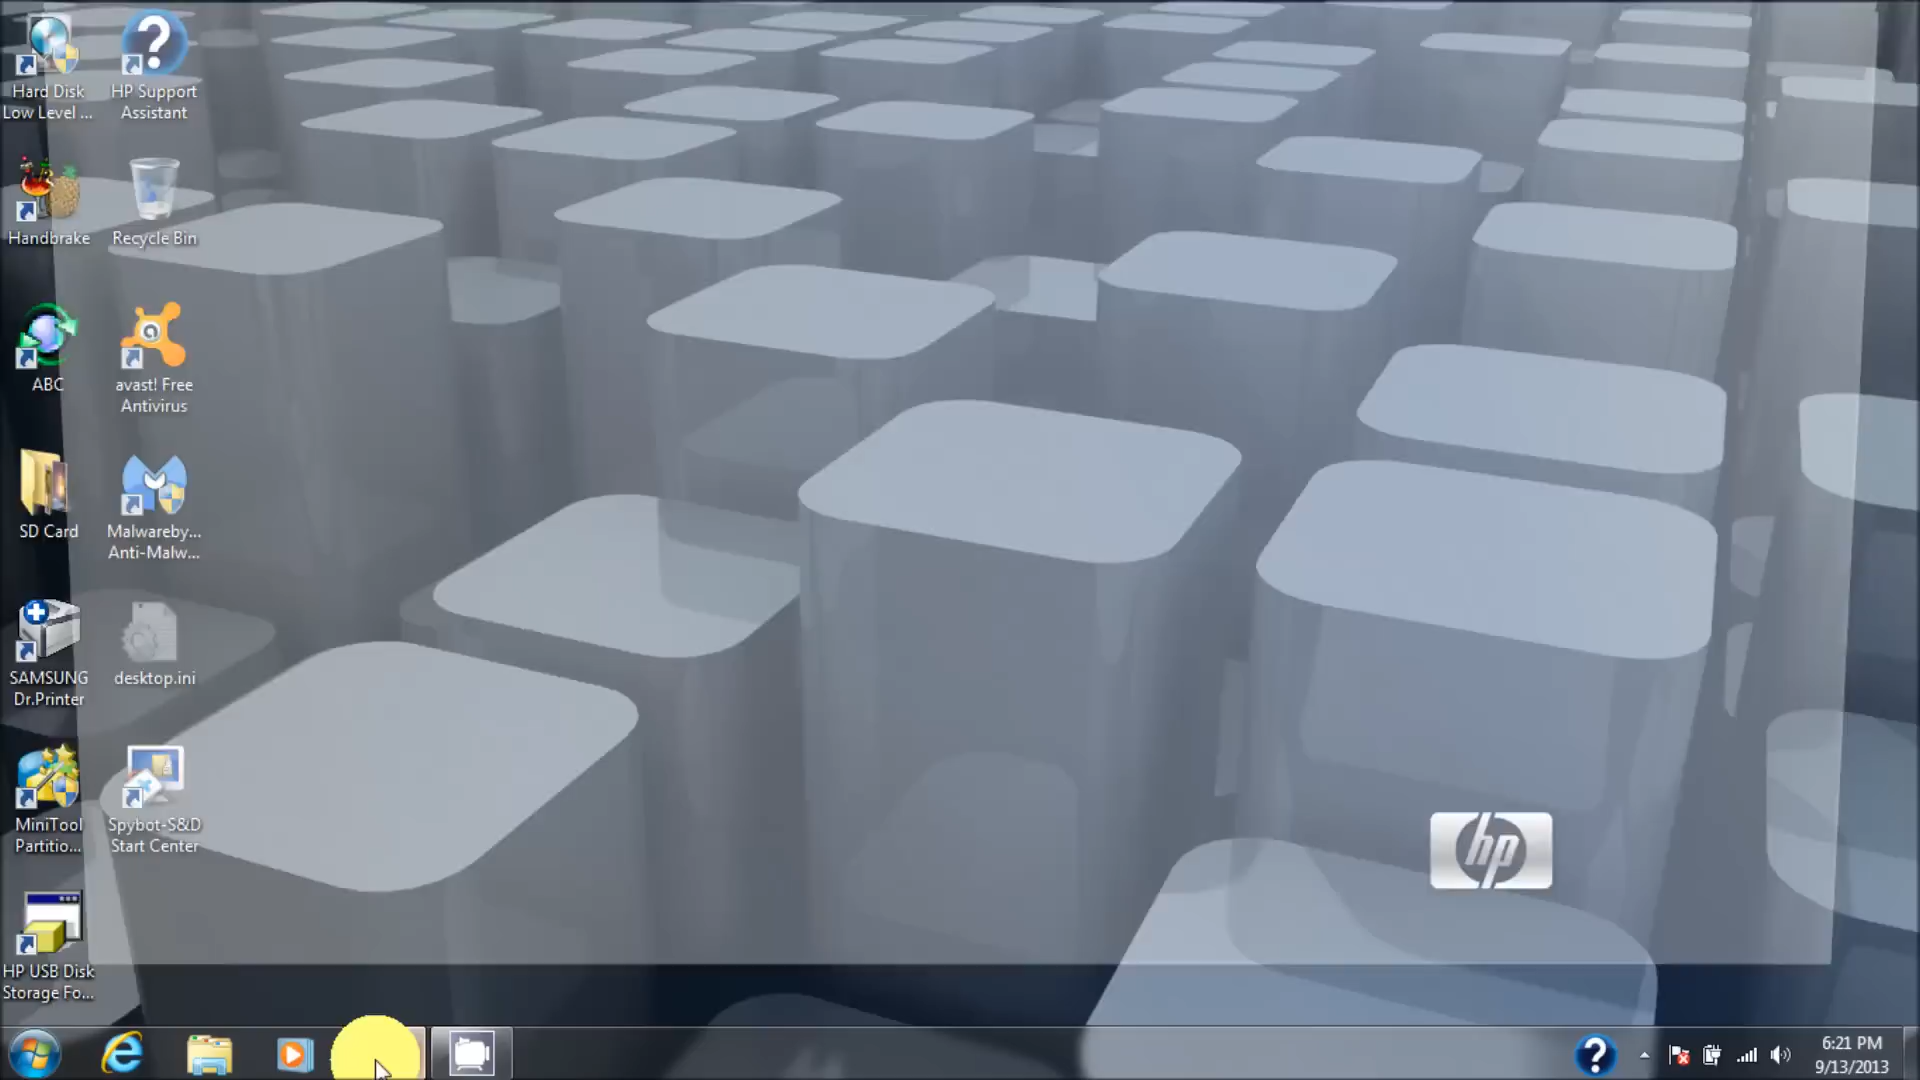 Hard Disk
Low Level ...
HP Support
Assistant
Handbrake
Recycle Bin
ABC
avast! Free
Antivirus
SD Card
Malwareby...
Anti-Malw...
SAMSUNG
Dr.Printer
desktop.ini
MiniTool
Partitio...
Spybot-S&D
Start Center
HP USB Disk
Storage Fo...
hp
6:21 PM
9/13/2013